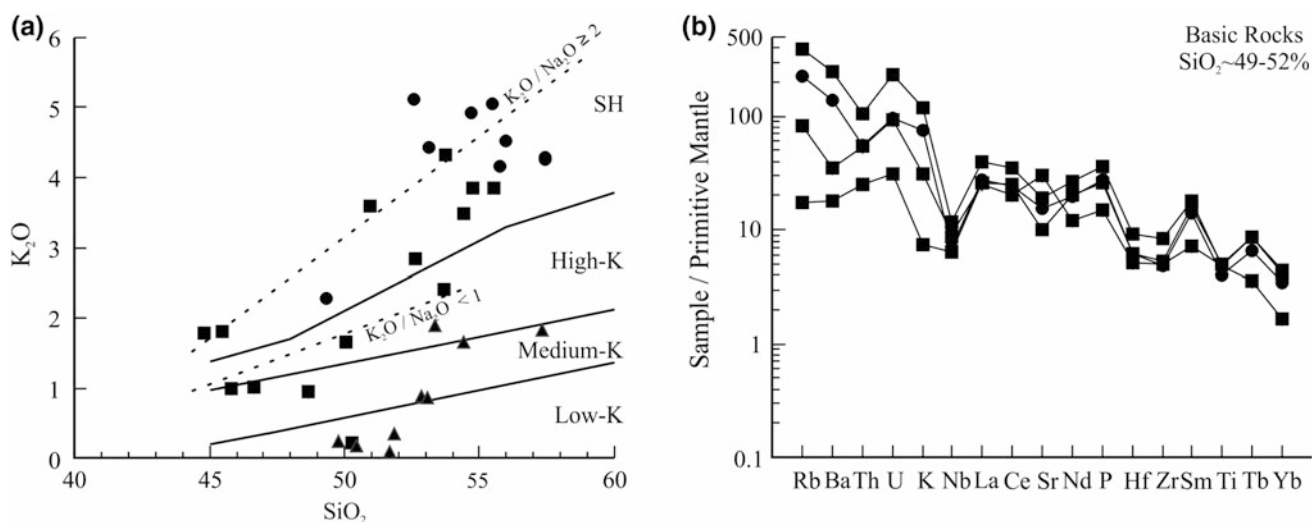 (a)
6
5
4
3
2
1
0
K₂O
40
45
50
55
60
SiO₂
K₂O / Na₂O ≥ 2
SH
High-K
K₂O / Na₂O < 1
Medium-K
Low-K
(b)
Basic Rocks
SiO₂~49-52%
500
100
10
1
0.1
Sample / Primitive Mantle
Rb Ba Th U K Nb La Ce Sr Nd P Hf Zr Sm Ti Tb Yb